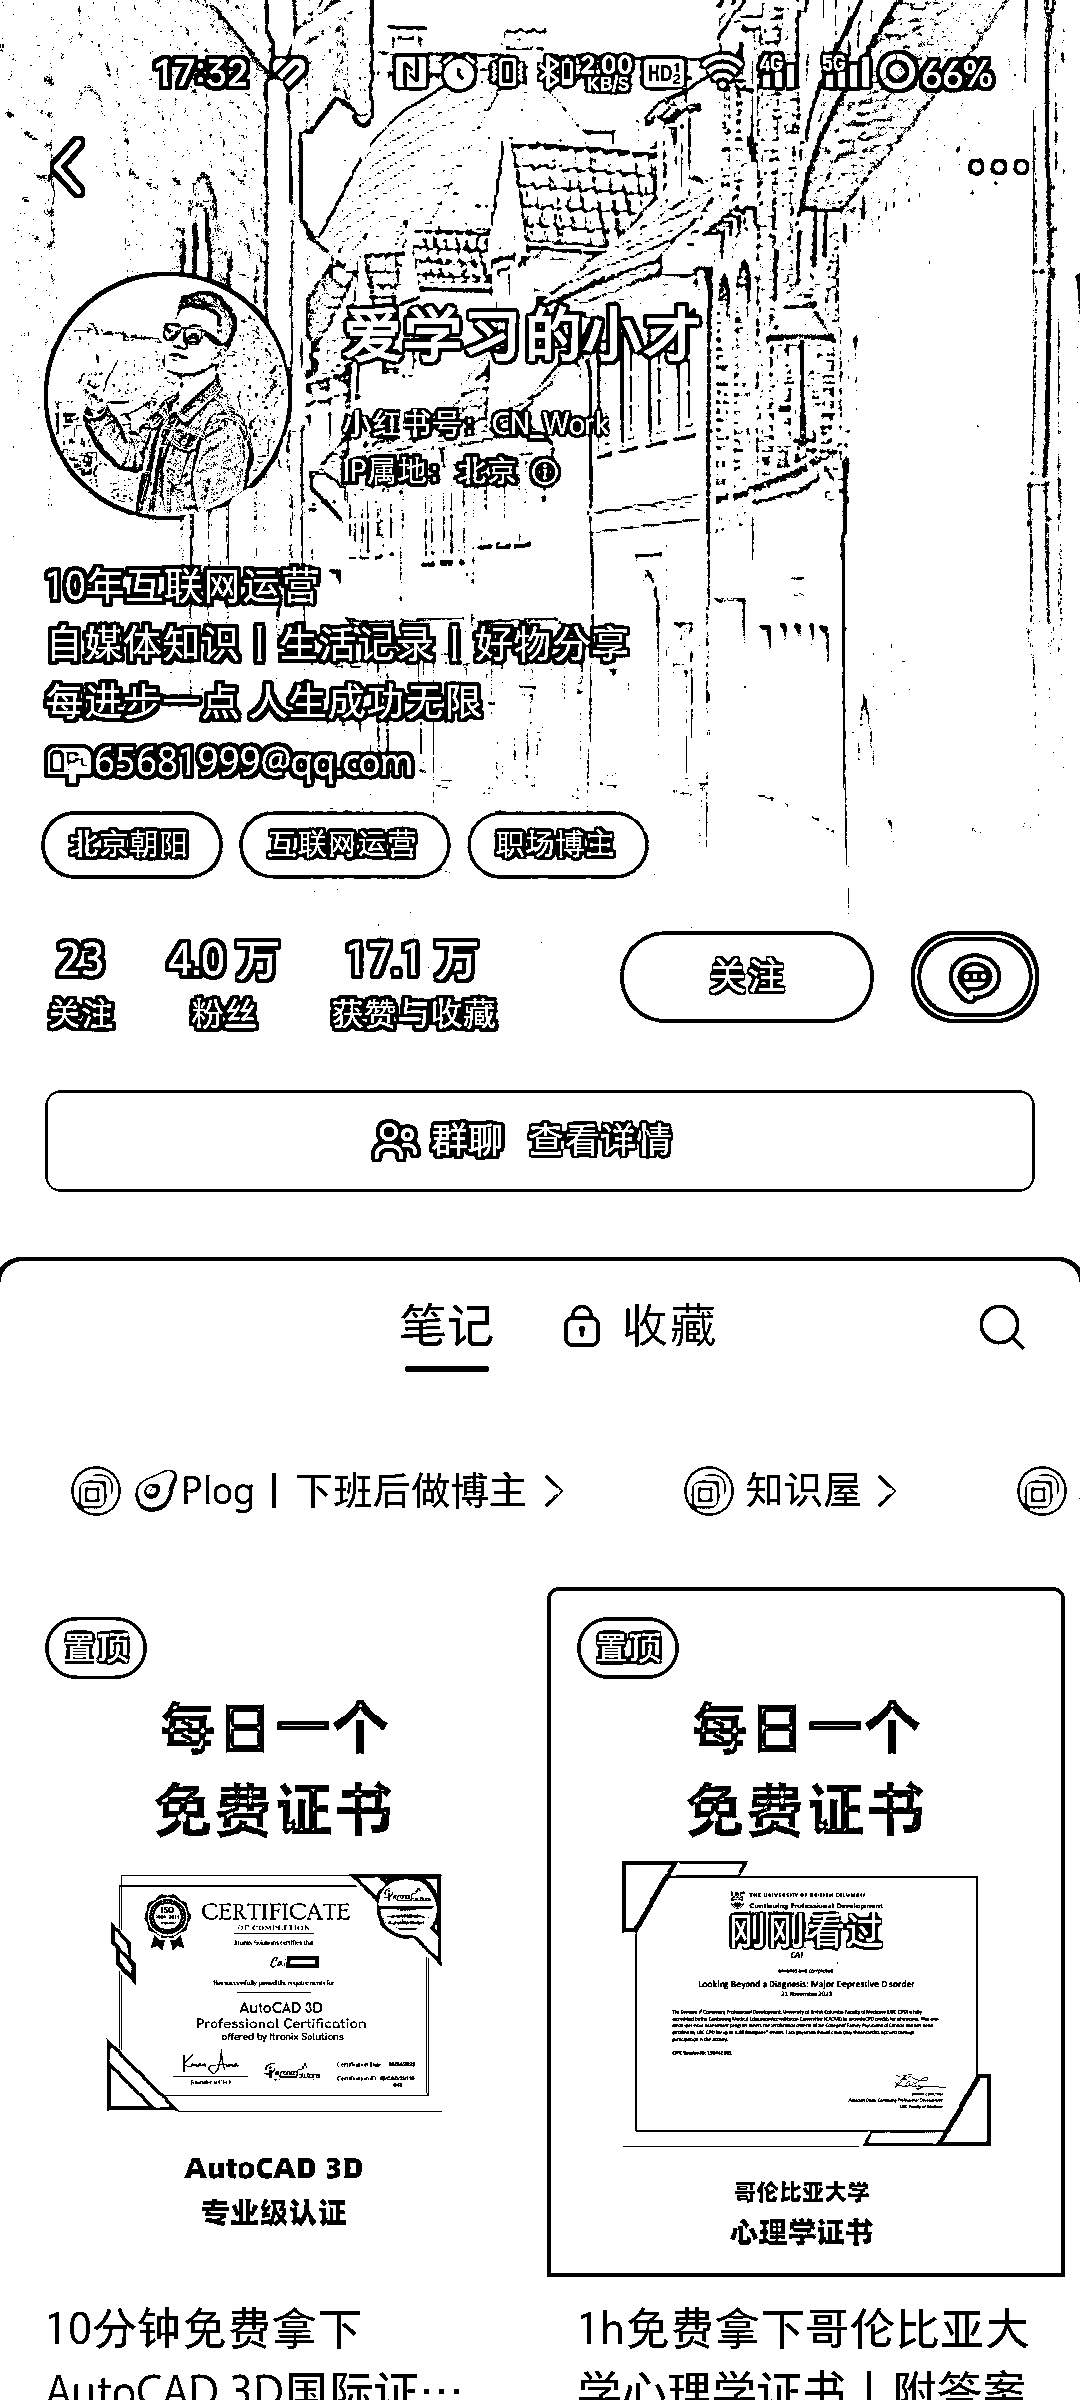 17:32 2.00 KB/S HD2 4G 5G 66%
爱学习的小才
小红书号：CN_Work
IP属地：北京
10年互联网运营
自媒体知识丨生活记录丨好物分享
每进步一点 人生成功无限
65681999@qq.com
北京朝阳 互联网运营 职场博主
23 4.0万 17.1万
关注 粉丝 获赞与收藏
关注
群聊 查看详情
笔记 收藏
Plog丨下班后做博主 知识屋
置顶
每日一个
免费证书
ISO
CERTIFICATE
OF COMPLETION
AutoCAD 3D
Professional Certification
offered by Itronix Solutions
AutoCAD 3D
专业级认证
10分钟免费拿下
AutoCAD 3D国际证…
置顶
每日一个
免费证书
THE UNIVERSITY OF BRITISH COLUMBIA
Continuing Professional Development
刚刚看过
CAI
Looking Beyond a Diagnosis: Major Depressive Disorder
哥伦比亚大学
心理学证书
1h免费拿下哥伦比亚大
学心理学证书丨附答案